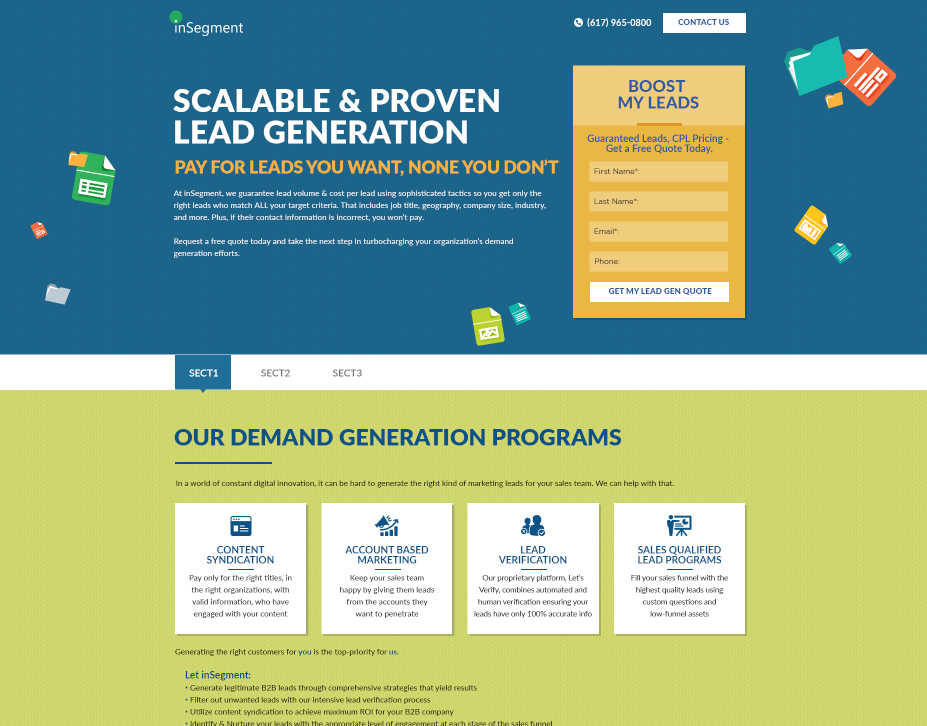 inSegment
(617) 965-0800
CONTACT US
SCALABLE & PROVEN
LEAD GENERATION
PAY FOR LEADS YOU WANT, NONE YOU DON'T
At inSegment, we guarantee lead volume & cost per lead using sophisticated tactics so you get only the
right leads who match ALL your target criteria. That includes job title, geography, company size, industry,
and more. Plus, if their contact information is incorrect, you won't pay.
Request a free quote today and take the next step in turbocharging your organization's demand
generation efforts.
BOOST
MY LEADS
Guaranteed Leads, CPL Pricing -
Get a Free Quote Today.
First Name*:
Last Name*:
Email*:
Phone:
GET MY LEAD GEN QUOTE
SECT1
SECT2
SECT3
OUR DEMAND GENERATION PROGRAMS
In a world of constant digital innovation, it can be hard to generate the right kind of marketing leads for your sales team. We can help with that.
CONTENT
SYNDICATION
Pay only for the right titles, in
the right organizations, with
valid information, who have
engaged with your content
ACCOUNT BASED
MARKETING
Keep your sales team
happy by giving them leads
from the accounts they
want to penetrate
LEAD
VERIFICATION
Our proprietary platform, Let's
Verify, combines automated and
human verification ensuring your
leads have only 100% accurate info
SALES QUALIFIED
LEAD PROGRAMS
Fill your sales funnel with the
highest quality leads using
custom questions and
low-funnel assets
Generating the right customers for you is the top-priority for us.
Let inSegment:
• Generate legitimate B2B leads through comprehensive strategies that yield results
• Filter out unwanted leads with our intensive lead verification process
• Utilize content syndication to achieve maximum ROI for your B2B company
• Identify & Nurture your leads with the appropriate level of engagement at each stage of the sales funnel